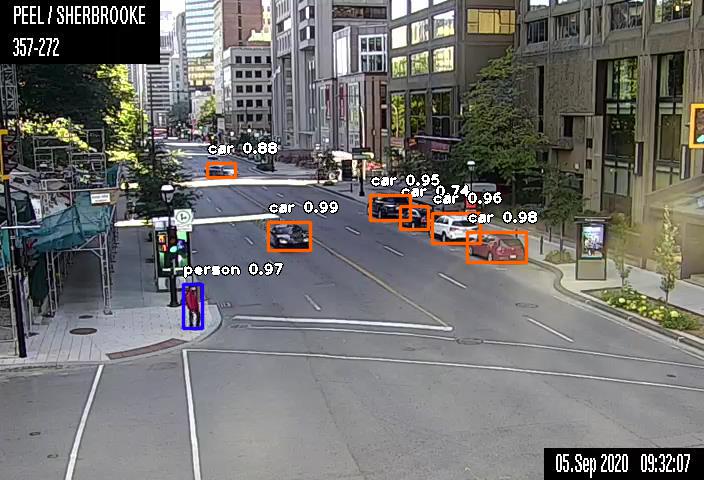 PEEL / SHERBROOKE
357-272
car 0.88
car 0.95
car 0.74
car 0.96
car 0.99
car 0.98
person 0.97
05.Sep 2020 09:32:07